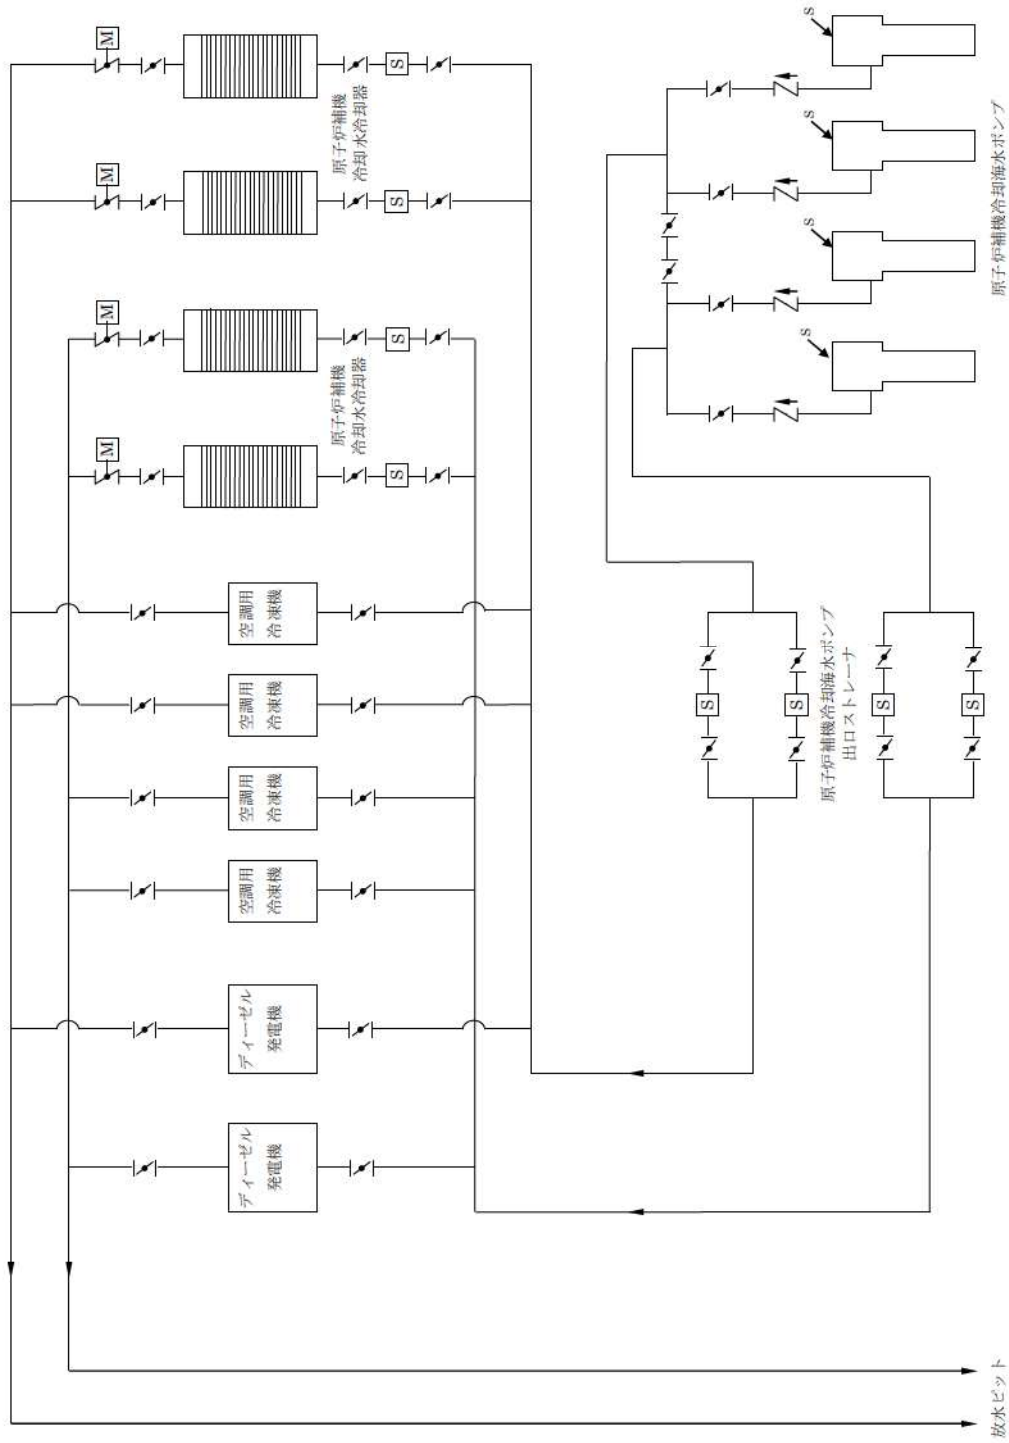 M
M
M
M
ディーゼル
発電機
ディーゼル
発電機
空調用
冷凍機
空調用
冷凍機
空調用
冷凍機
空調用
冷凍機
原子炉補機
冷却水冷却器
原子炉補機
冷却水冷却器
S
S
S
S
S
S
原子炉補機冷却海水ポンプ
出口ストレーナ
S
S
S
S
S
S
原子炉補機冷却海水ポンプ
放水ピット